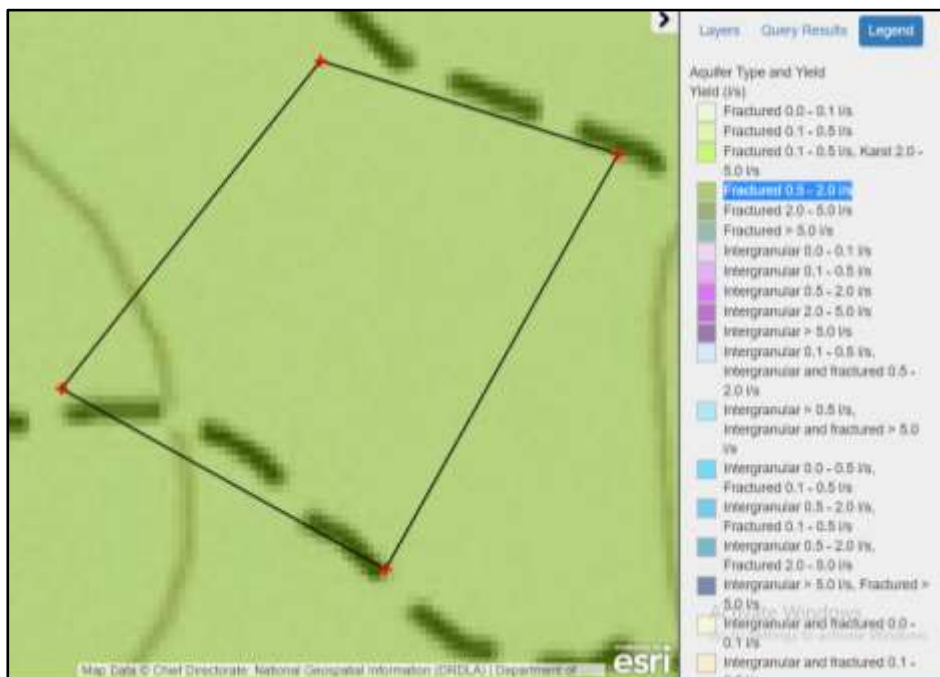 Layers Query Results Legend
Aquifer Type and Yield
Yield (l/s)
Fractured 0.0 - 0.1 l/s
Fractured 0.1 - 0.5 l/s
Fractured 0.1 - 0.5 l/s, Karst 2.0 -
5.0 l/s
Fractured 0.5 - 2.0 l/s
Fractured 2.0 - 5.0 l/s
Fractured > 5.0 l/s
Intergranular 0.0 - 0.1 l/s
Intergranular 0.1 - 0.5 l/s
Intergranular 0.5 - 2.0 l/s
Intergranular 2.0 - 5.0 l/s
Intergranular > 5.0 l/s
Intergranular 0.1 - 0.5 l/s,
Intergranular and fractured 0.5 -
2.0 l/s
Intergranular > 0.5 l/s,
Intergranular and fractured > 5.0
l/s
Intergranular 0.0 - 0.5 l/s,
Fractured 0.1 - 0.5 l/s
Intergranular 0.5 - 2.0 l/s,
Fractured 0.1 - 0.5 l/s
Intergranular 0.5 - 2.0 l/s,
Fractured 2.0 - 5.0 l/s
Intergranular > 5.0 l/s, Fractured >
5.0 l/s
Activate Windows
Intergranular and fractured 0.0 -
0.1 l/s
to activate Windows.
Intergranular and fractured 0.1 -
Map Data © Chief Directorate: National Geospatial Information (DRDLA) | Department of
esri